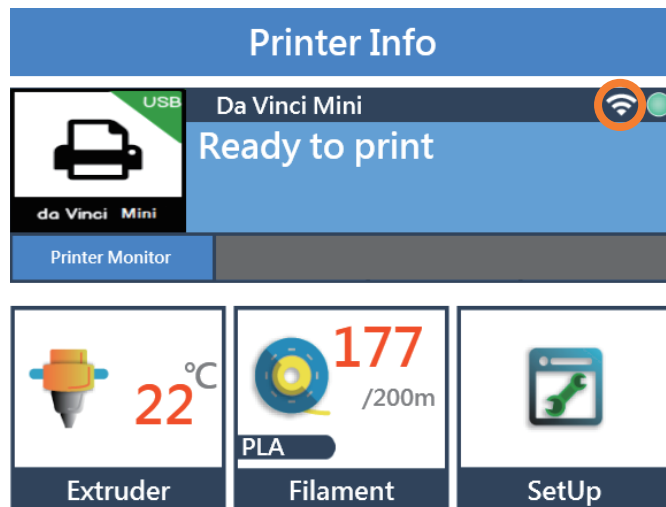 Printer Info
USB
Da Vinci Mini
Ready to print
da Vinci Mini
Printer Monitor
22 °C
177
/200m
PLA
Extruder
Filament
SetUp